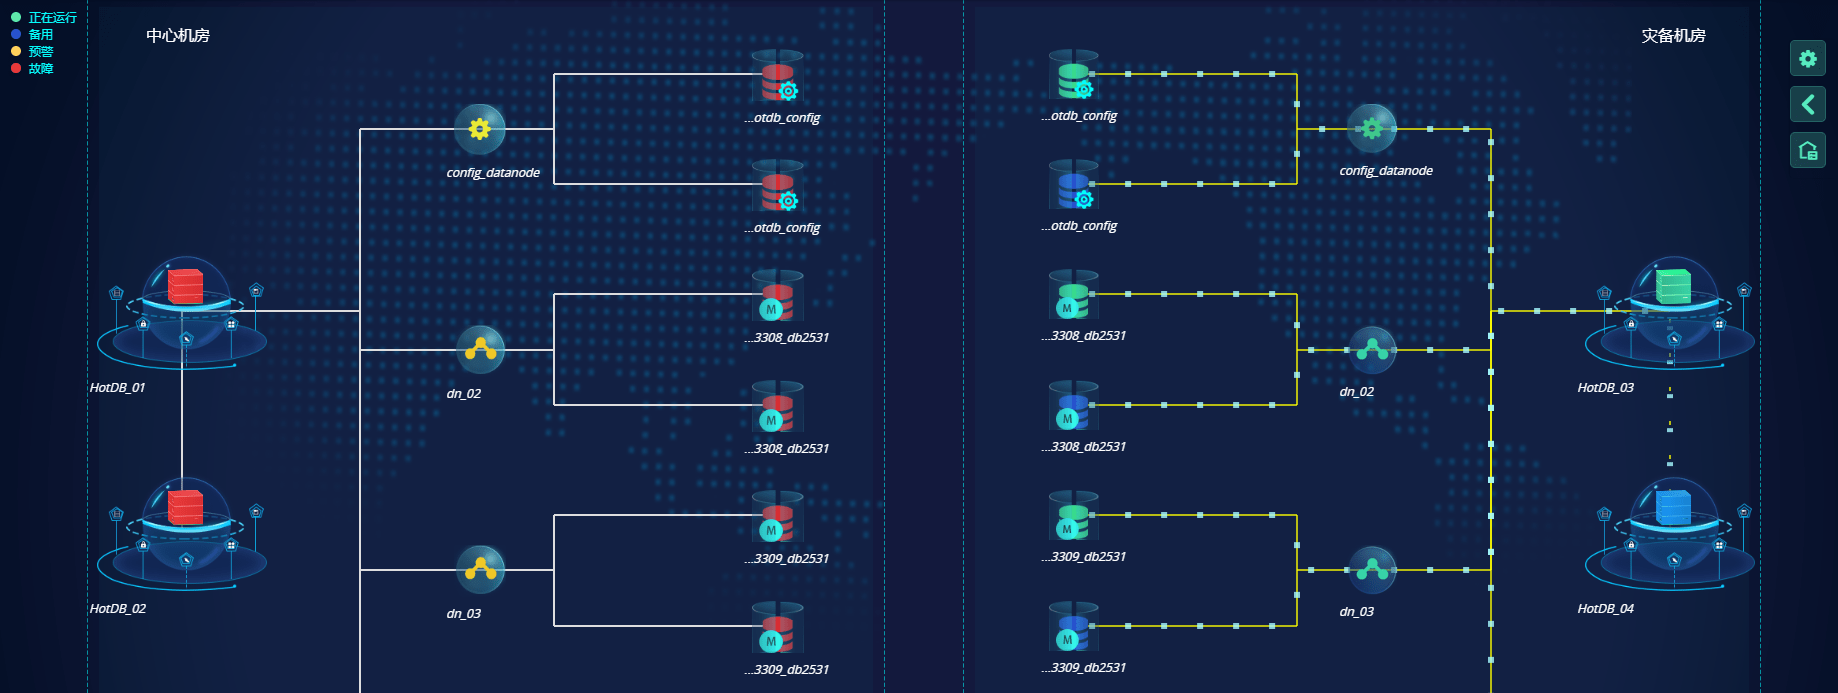 正在运行
备用
预警
故障
中心机房
灾备机房
...otdb_config
config_datanode
...otdb_config
...3308_db2531
M
HotDB_01
dn_02
...3308_db2531
M
HotDB_02
dn_03
...3309_db2531
M
...3309_db2531
M
...otdb_config
config_datanode
...otdb_config
...3308_db2531
M
HotDB_03
dn_02
...3308_db2531
M
HotDB_04
dn_03
...3309_db2531
M
...3309_db2531
M